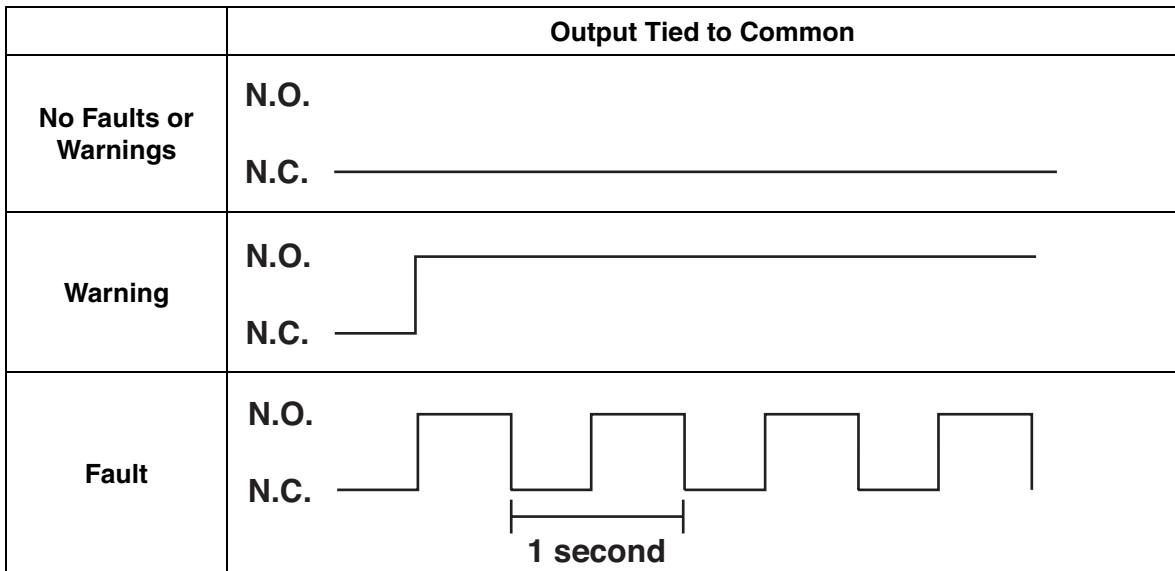 Output Tied to Common
No Faults or
Warnings
N.O.
N.C.
Warning
N.O.
N.C.
Fault
N.O.
N.C.
1 second